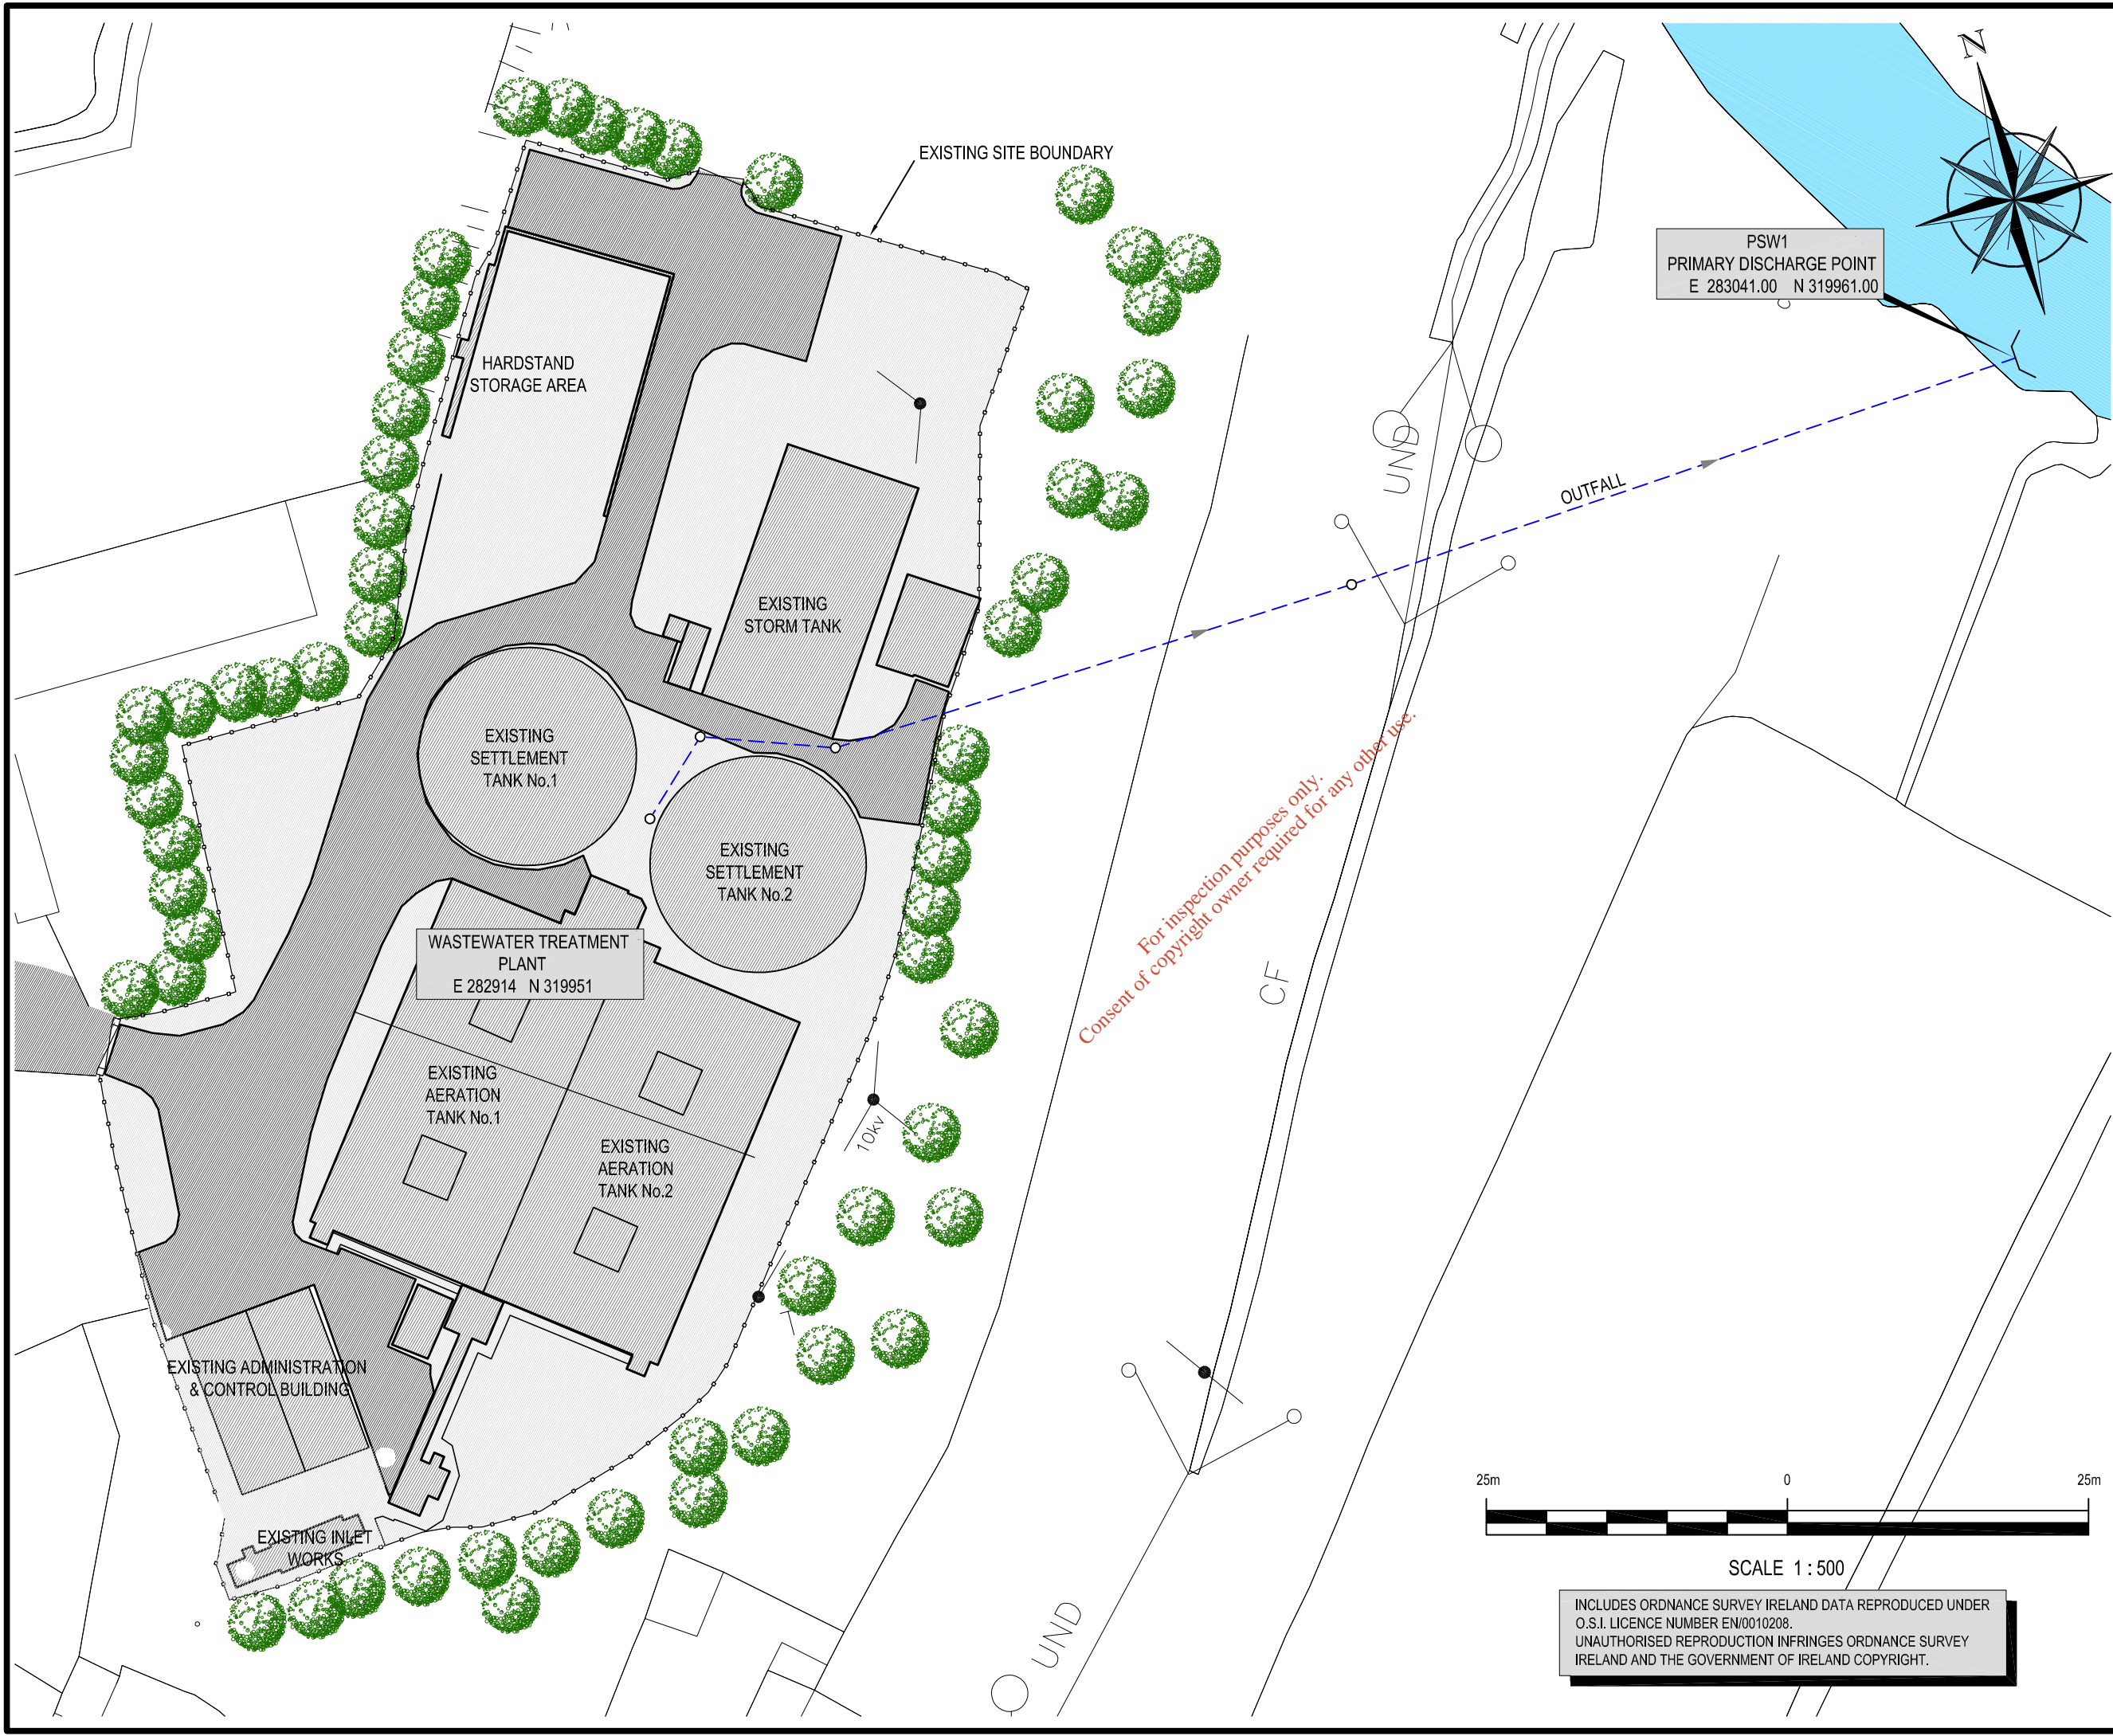 N
EXISTING SITE BOUNDARY
PSW1
PRIMARY DISCHARGE POINT
E 283041.00 N 319961.00
HARDSTAND
STORAGE AREA
UND
OUTFALL
EXISTING
STORM TANK
EXISTING
SETTLEMENT
TANK No.1
EXISTING
SETTLEMENT
TANK No.2
For inspection purposes only.
Consent of copyright owner required for any other use.
WASTEWATER TREATMENT
PLANT
E 282914 N 319951
CF
EXISTING
AERATION
TANK No.1
10kv
EXISTING
AERATION
TANK No.2
EXISTING ADMINISTRATION
& CONTROL BUILDING
25m 0 25m
EXISTING INLET
WORKS
SCALE 1 : 500
UND
INCLUDES ORDNANCE SURVEY IRELAND DATA REPRODUCED UNDER
O.S.I. LICENCE NUMBER EN/0010208.
UNAUTHORISED REPRODUCTION INFRINGES ORDNANCE SURVEY
IRELAND AND THE GOVERNMENT OF IRELAND COPYRIGHT.